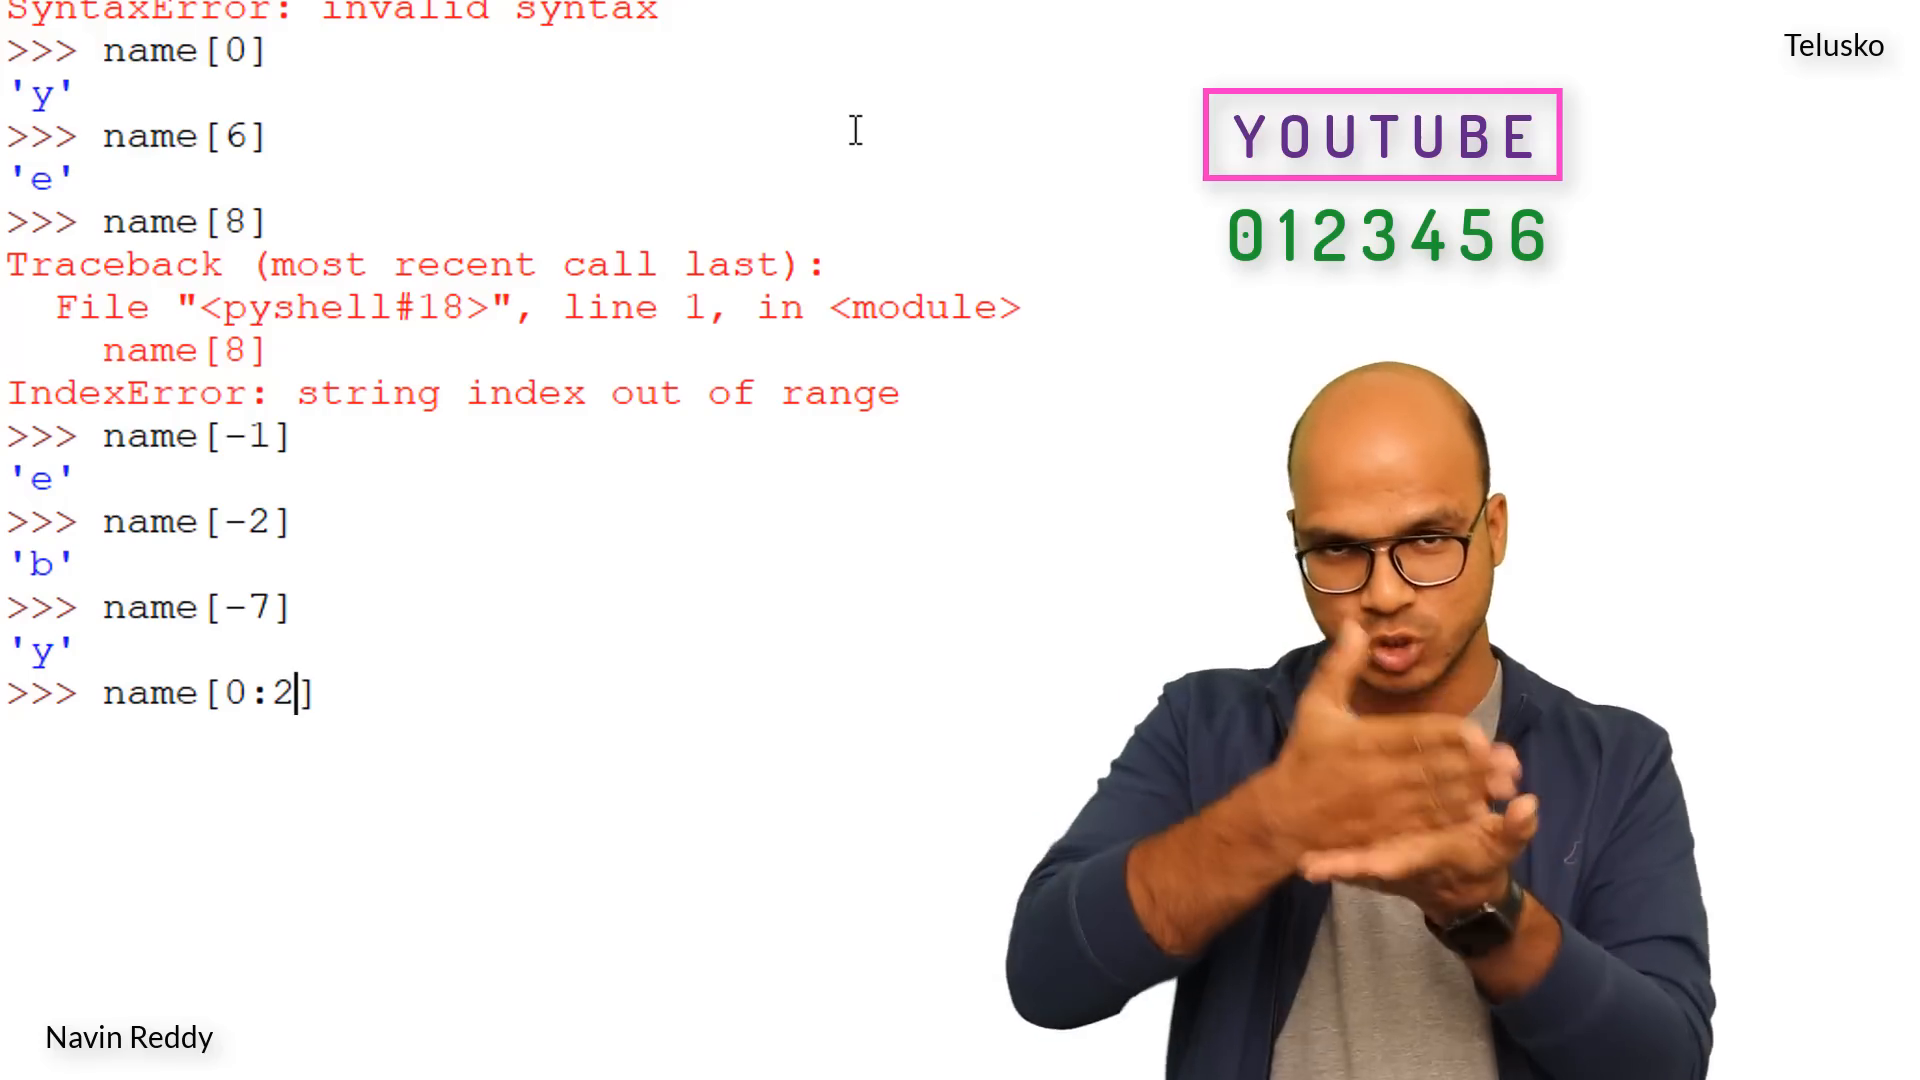 SyntaxError: invalid syntax
>>> name[0]
'y'
>>> name[6]
'e'
>>> name[8]
Traceback (most recent call last):
  File "<pyshell#18>", line 1, in <module>
    name[8]
IndexError: string index out of range
>>> name[-1]
'e'
>>> name[-2]
'b'
>>> name[-7]
'y'
>>> name[0:2]
Telusko
YOUTUBE
0123456
Navin Reddy